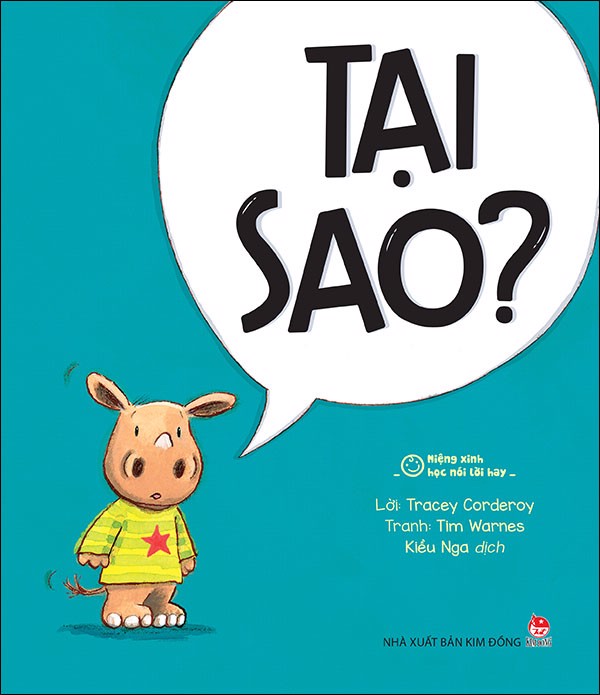 TẠI
SAO?
Miệng xinh
học nói lời hay
Lời: Tracey Corderoy
Tranh: Tim Warnes
Kiều Nga dịch
NHÀ XUẤT BẢN KIM ĐỒNG